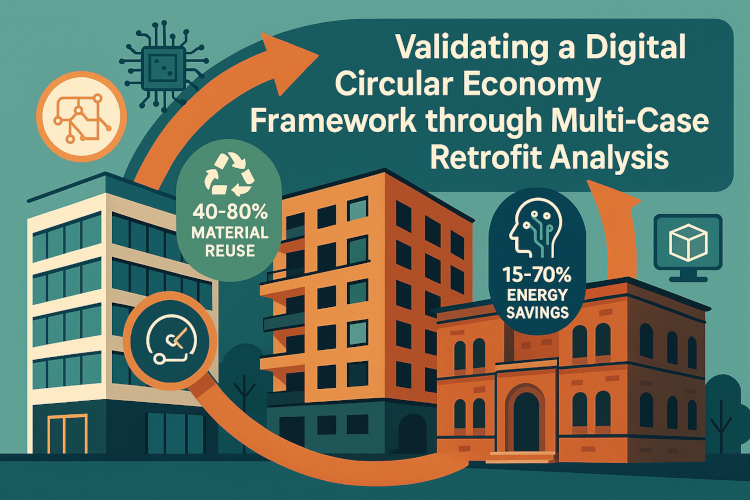 Validating a Digital
Circular Economy
Framework through Multi-Case
Retrofit Analysis
40-80%
MATERIAL
REUSE
15-70%
ENERGY
SAVINGS